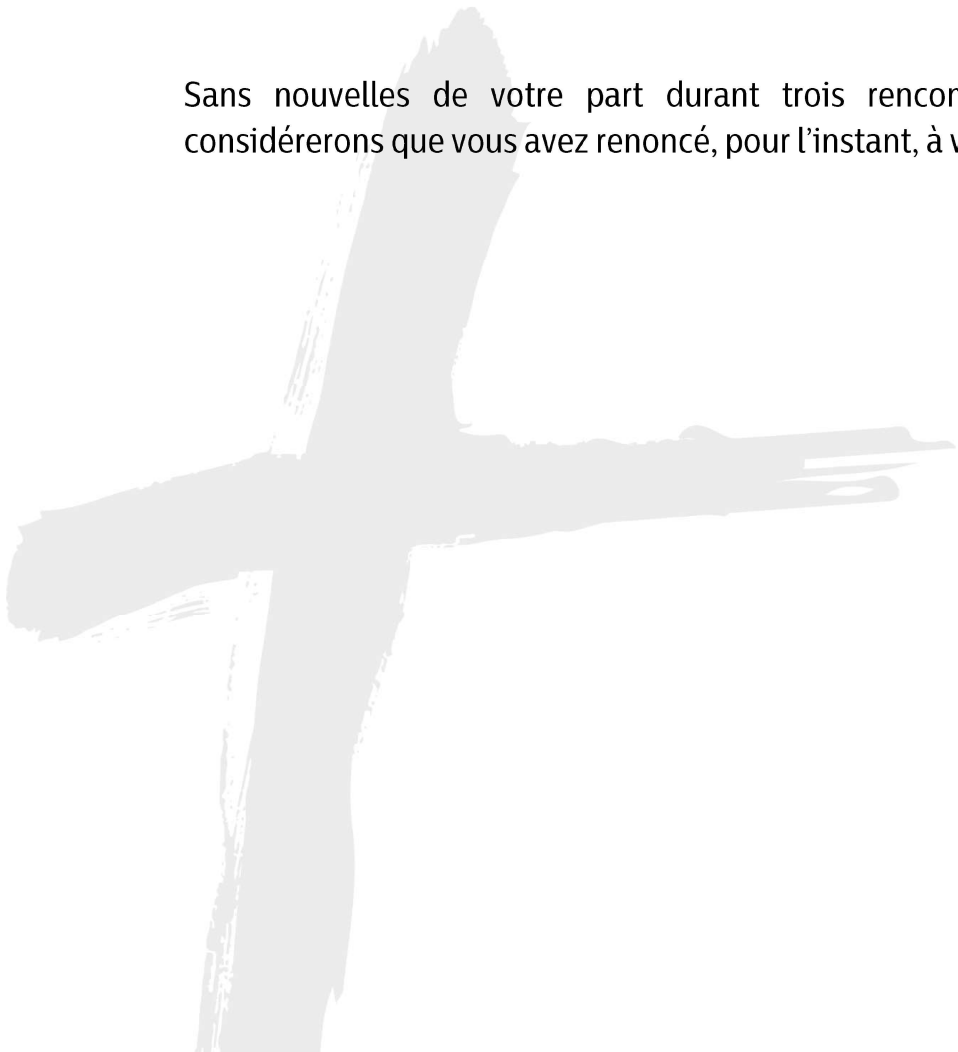 Sans nouvelles de votre part durant trois
considérerons que vous avez renoncé, pour l’instant, à